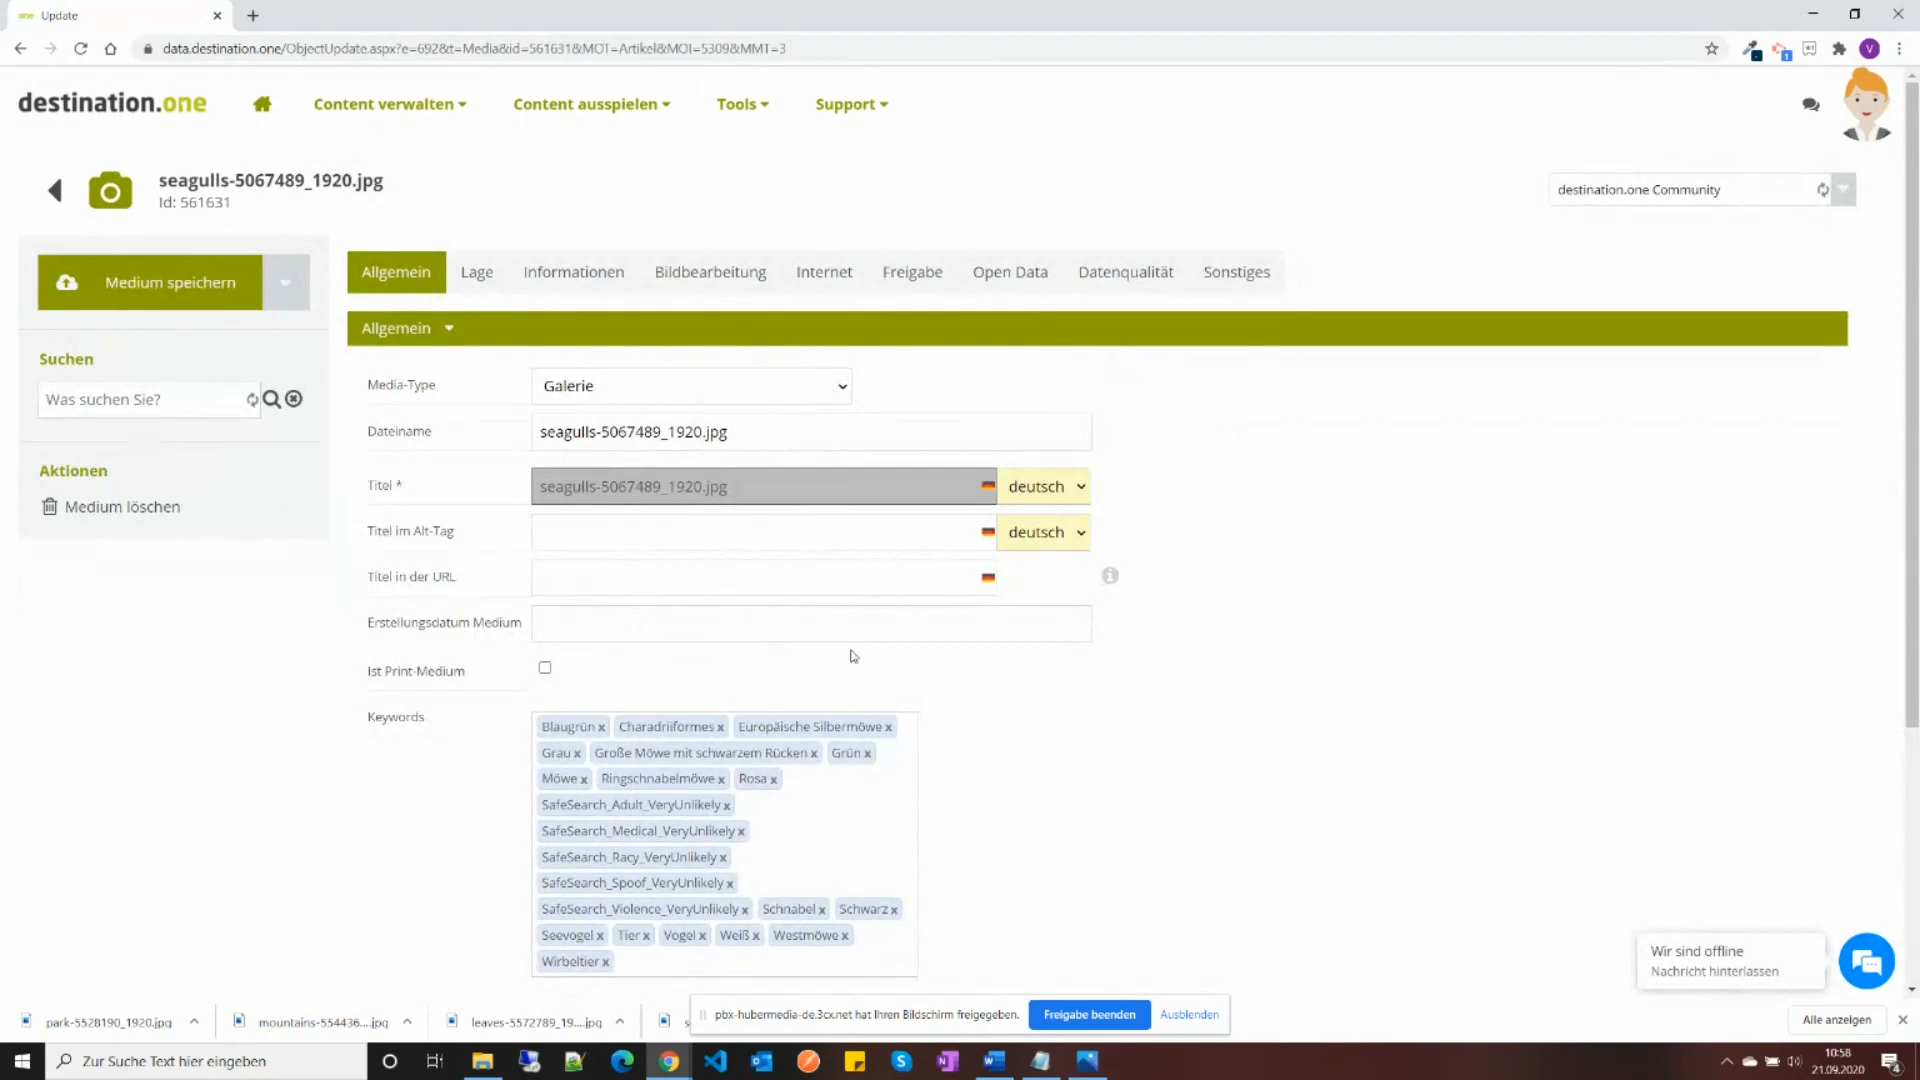 one Update
data.destination.one/ObjectUpdate.aspx?e=692&t=Media&id=561631&MOT=Artikel&MOI=5309&MMT=3
1
V
destination.one
Content verwalten
Content ausspielen
Tools
Support
seagulls-5067489_1920.jpg
Id: 561631
destination.one Community
Medium speichern
Allgemein
Lage
Informationen
Bildbearbeitung
Internet
Freigabe
Open Data
Datenqualität
Sonstiges
Allgemein
Suchen
Was suchen Sie?
Aktionen
Medium löschen
Media-Type
Galerie
Dateiname
seagulls-5067489_1920.jpg
Titel *
seagulls-5067489_1920.jpg
deutsch
Titel im Alt-Tag
deutsch
Titel in der URL
Erstellungsdatum Medium
Ist Print-Medium
Keywords
Blaugrün x Charadriiformes x Europäische Silbermöwe x
Grau x Große Möwe mit schwarzem Rücken x Grün x
Möwe x Ringschnabelmöwe x Rosa x
SafeSearch_Adult_VeryUnlikely x
SafeSearch_Medical_VeryUnlikely x
SafeSearch_Racy_VeryUnlikely x
SafeSearch_Spoof_VeryUnlikely x
SafeSearch_Violence_VeryUnlikely x Schnabel x Schwarz x
Seevogel x Tier x Vogel x Weiß x Westmöwe x
Wirbeltier x
Wir sind offline
Nachricht hinterlassen
park-5528190_1920.jpg
mountains-554436....jpg
leaves-5572789_19....jpg
pbx-hubermedia-de.3cx.net hat Ihren Bildschirm freigegeben.
Freigabe beenden
Ausblenden
Alle anzeigen
Zur Suche Text hier eingeben
10:58
21.09.2020
4